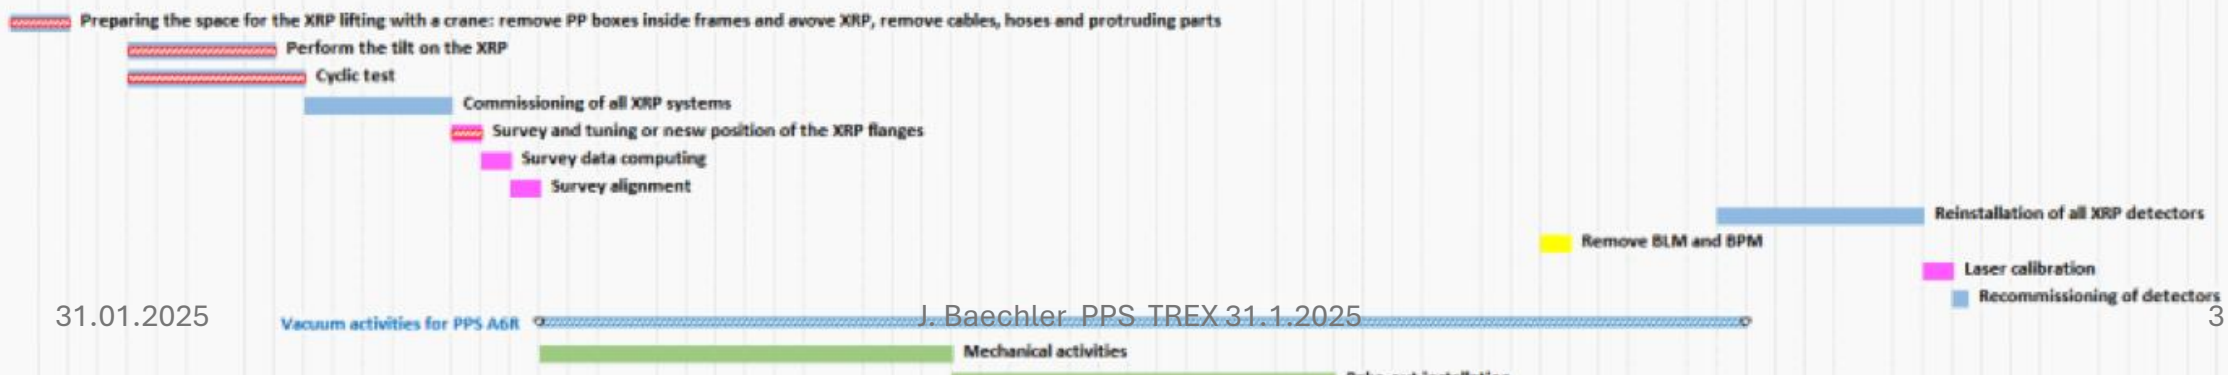 Preparing the space for the XRP lifting with a crane: remove PP boxes inside frames and avove XRP, remove cables, hoses and protruding parts
Perform the tilt on the XRP
Cyclic test
Commissioning of all XRP systems
Survey and tuning or nesw position of the XRP flanges
Survey data computing
Survey alignment
Reinstallation of all XRP detectors
Remove BLM and BPM
Laser calibration
Recommissioning of detectors
31.01.2025
J. Baechler PPS TREX 31.1.2025
3
Vacuum activities for PPS A6R
Mechanical activities